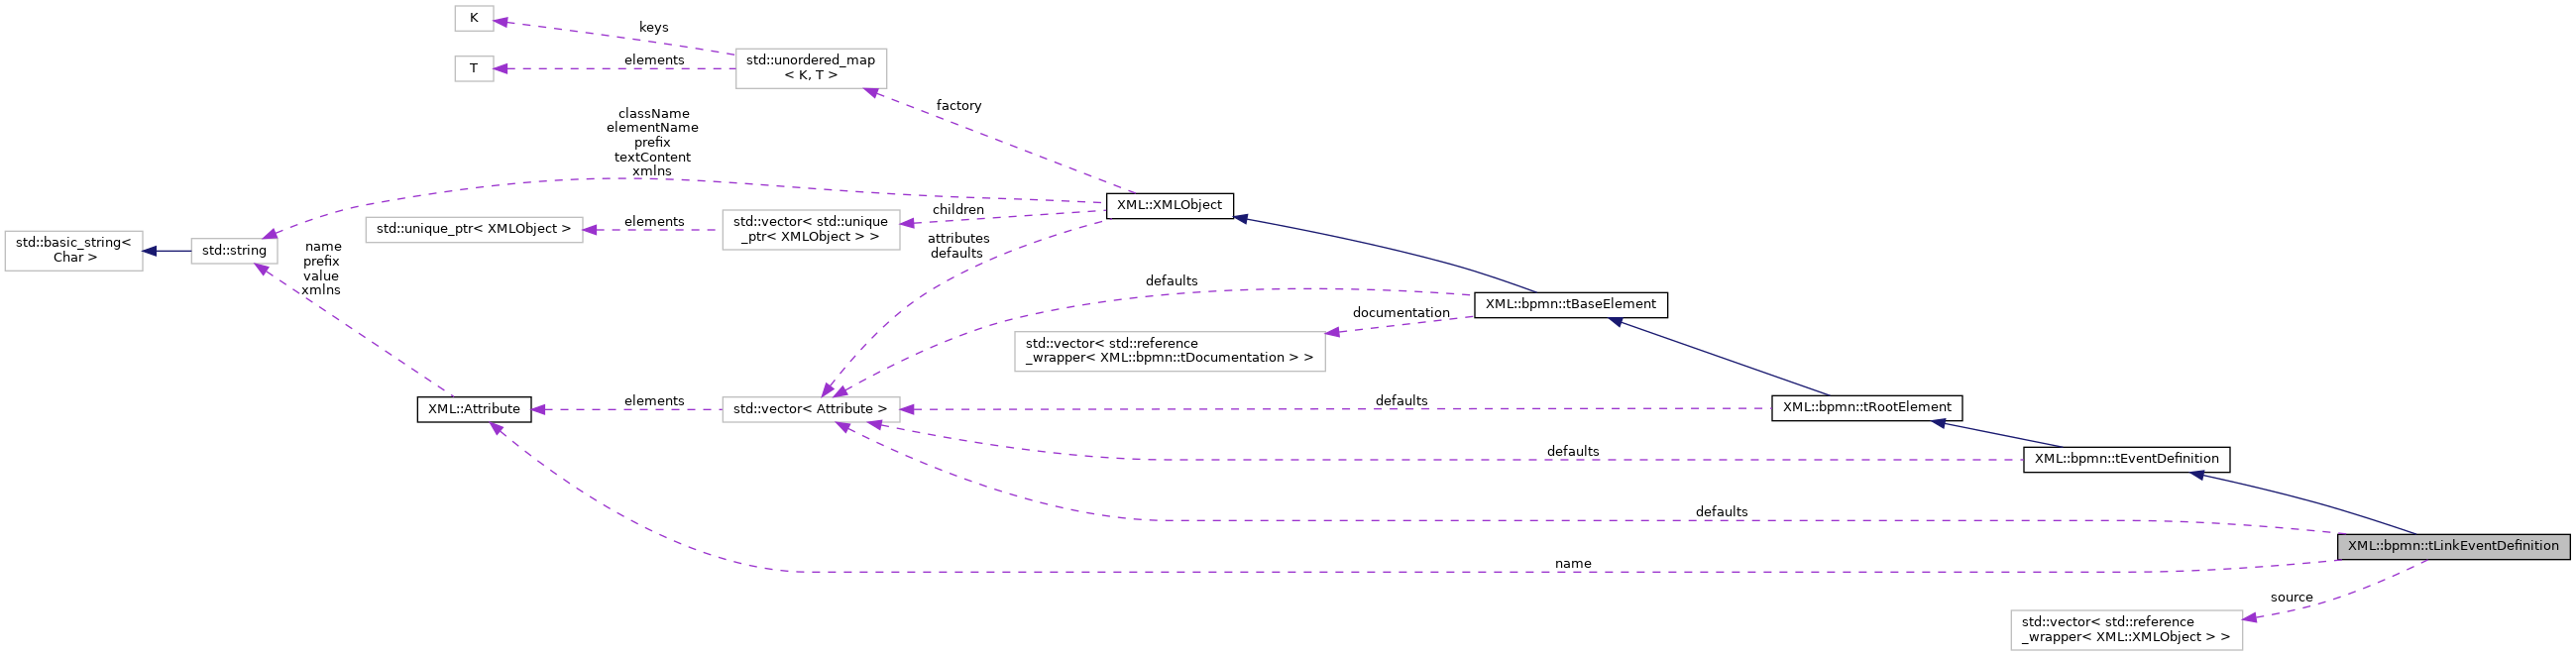 K
keys
T
elements
std::unordered_map
< K, T >
factory
className
elementName
prefix
textContent
xmlns
XML::XMLObject
children
std::vector< std::unique
_ptr< XMLObject > >
elements
std::unique_ptr< XMLObject >
std::basic_string<
Char >
std::string
name
prefix
value
xmlns
attributes
defaults
defaults
XML::bpmn::tBaseElement
documentation
std::vector< std::reference
_wrapper< XML::bpmn::tDocumentation > >
XML::Attribute
elements
std::vector< Attribute >
defaults
XML::bpmn::tRootElement
defaults
XML::bpmn::tEventDefinition
defaults
XML::bpmn::tLinkEventDefinition
name
source
std::vector< std::reference
_wrapper< XML::XMLObject > >